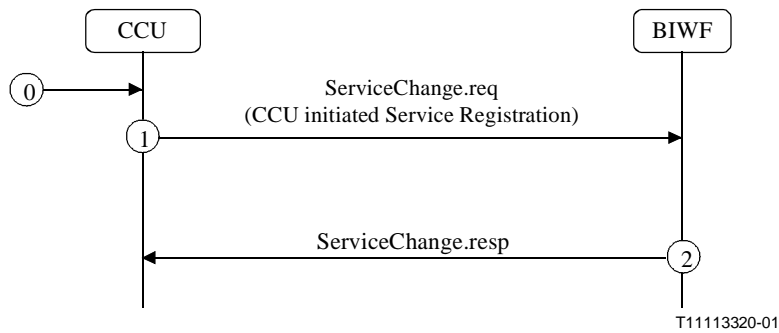 CCU
BIWF
0
ServiceChange.req
(CCU initiated Service Registration)
1
ServiceChange.resp
2
T11113320-01